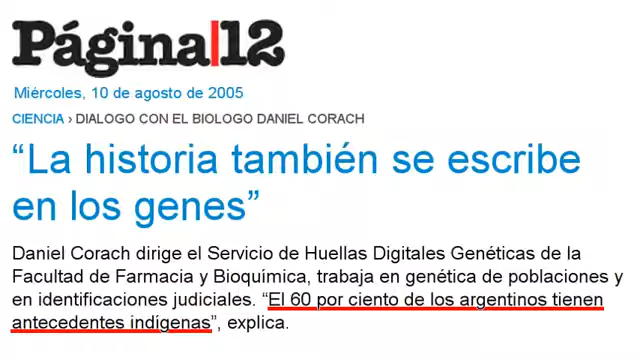 Página|12
Miércoles, 10 de agosto de 2005
CIENCIA › DIALOGO CON EL BIOLOGO DANIEL CORACH
“La historia también se escribe
en los genes”
Daniel Corach dirige el Servicio de Huellas Digitales Genéticas de la
Facultad de Farmacia y Bioquímica, trabaja en genética de poblaciones y
en identificaciones judiciales. “El 60 por ciento de los argentinos tienen
antecedentes indígenas”, explica.